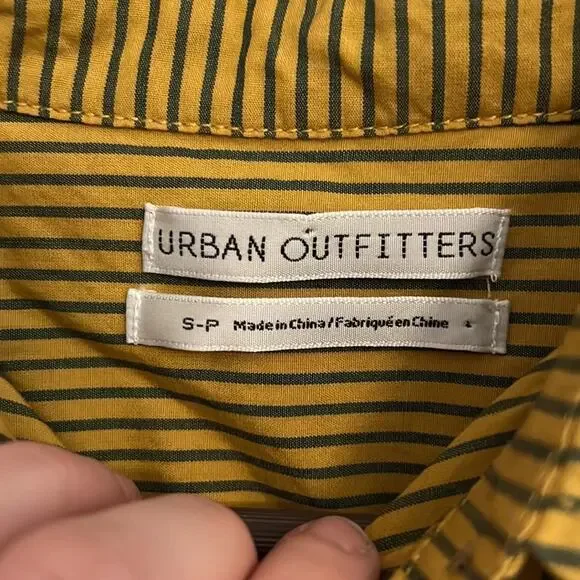 URBAN OUTFITTERS
S-P Made in China/Fabriqué en Chine